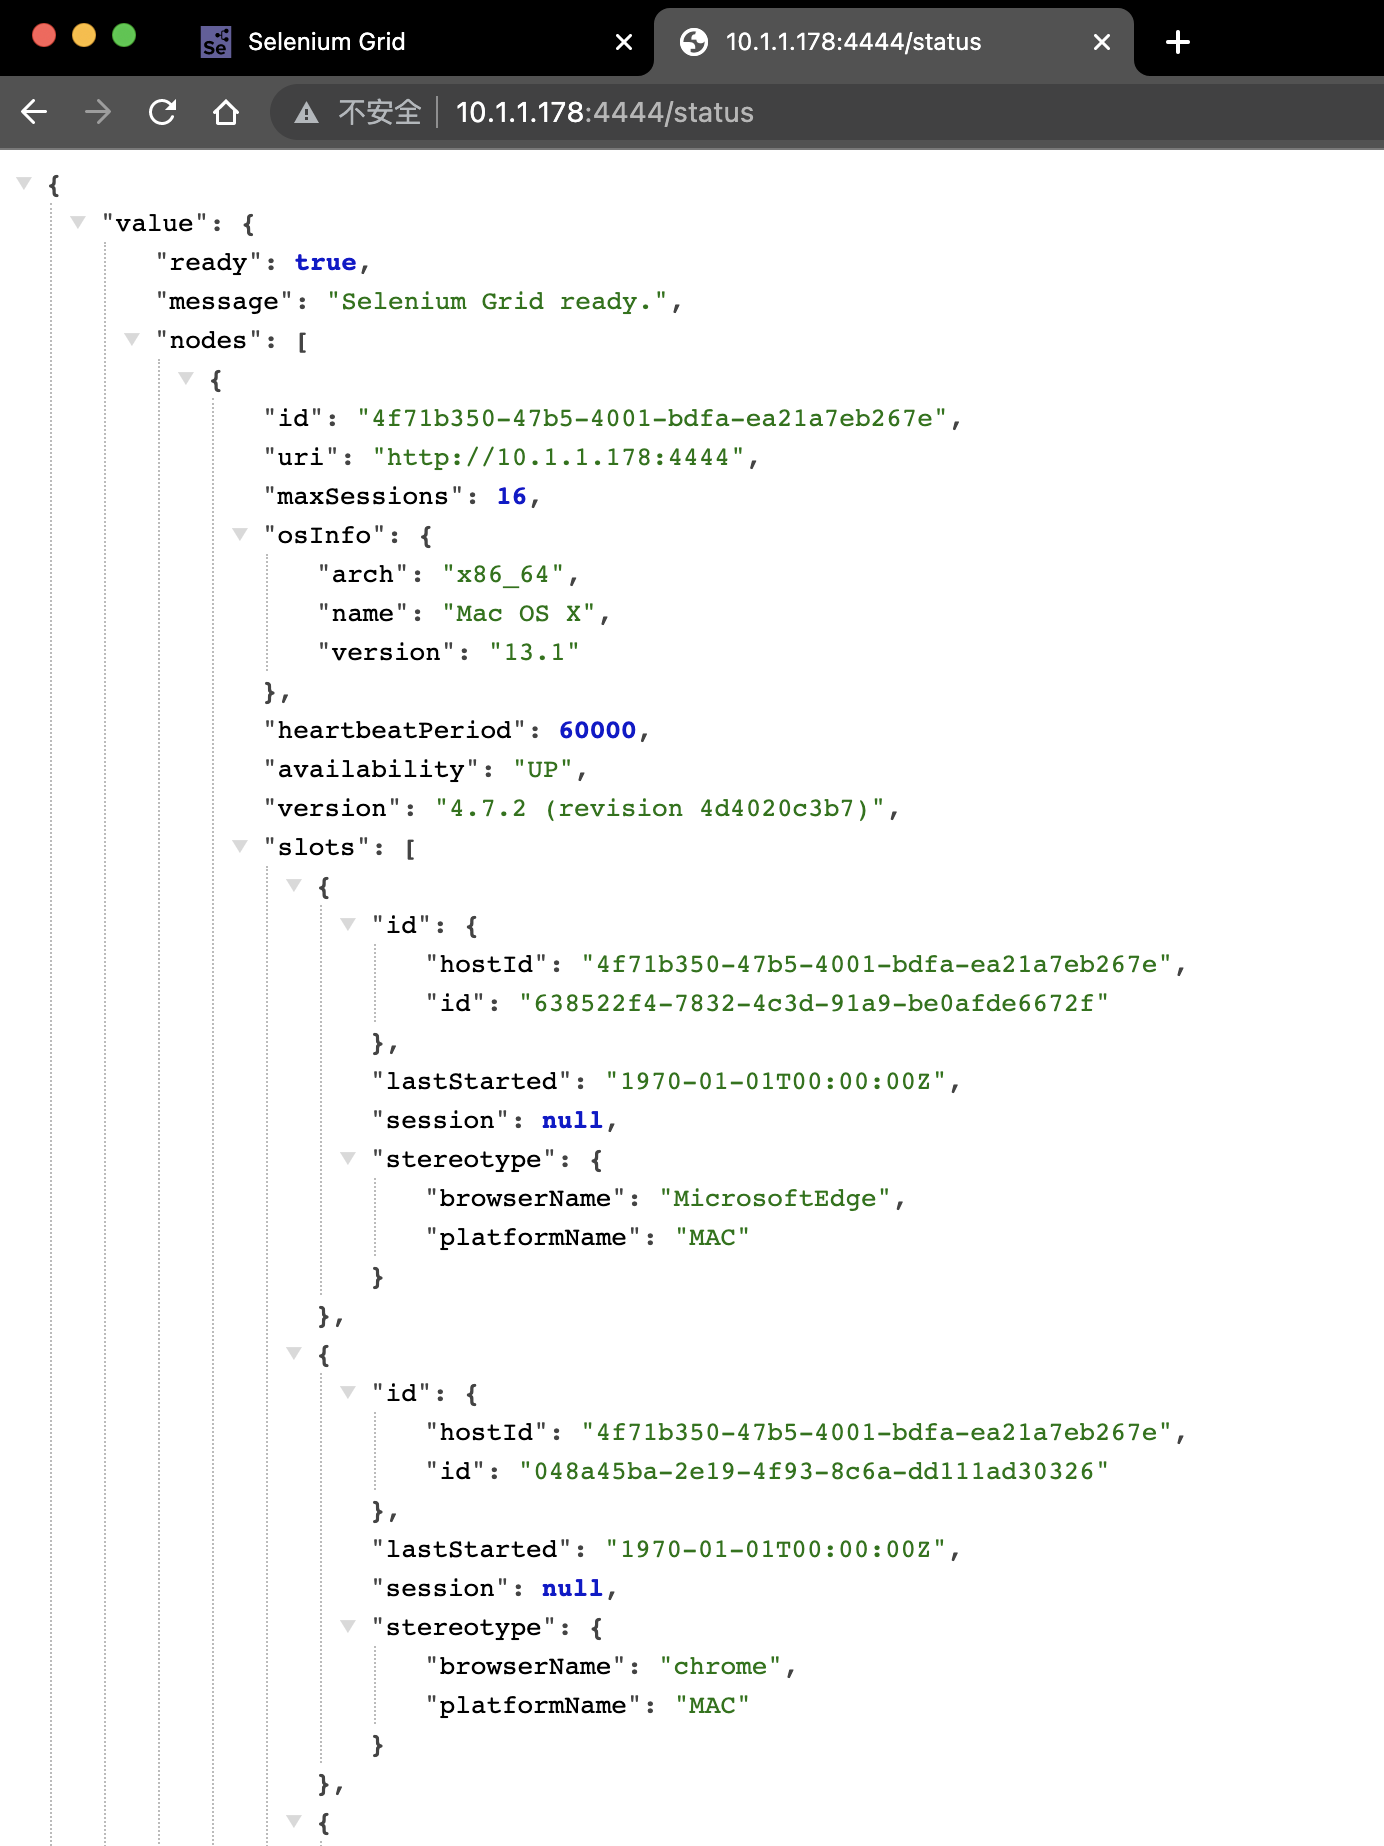 Selenium Grid
10.1.1.178:4444/status
不安全 10.1.1.178:4444/status
{
"value": {
"ready": true,
"message": "Selenium Grid ready.",
"nodes": [
{
"id": "4f71b350-47b5-4001-bdfa-ea21a7eb267e",
"uri": "http://10.1.1.178:4444",
"maxSessions": 16,
"osInfo": {
"arch": "x86_64",
"name": "Mac OS X",
"version": "13.1"
},
"heartbeatPeriod": 60000,
"availability": "UP",
"version": "4.7.2 (revision 4d4020c3b7)",
"slots": [
{
"id": {
"hostId": "4f71b350-47b5-4001-bdfa-ea21a7eb267e",
"id": "638522f4-7832-4c3d-91a9-be0afde6672f"
},
"lastStarted": "1970-01-01T00:00:00Z",
"session": null,
"stereotype": {
"browserName": "MicrosoftEdge",
"platformName": "MAC"
}
},
{
"id": {
"hostId": "4f71b350-47b5-4001-bdfa-ea21a7eb267e",
"id": "048a45ba-2e19-4f93-8c6a-dd111ad30326"
},
"lastStarted": "1970-01-01T00:00:00Z",
"session": null,
"stereotype": {
"browserName": "chrome",
"platformName": "MAC"
}
},
{